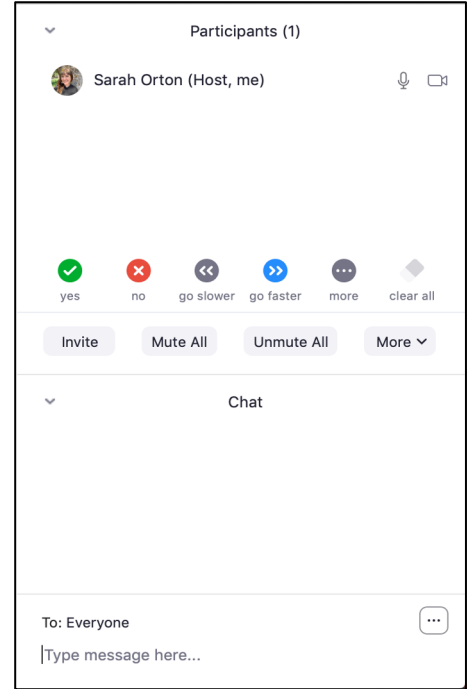 Participants (1)
Sarah Orton (Host, me)
yes no go slower go faster more clear all
Invite Mute All Unmute All More
Chat
To: Everyone
Type message here...